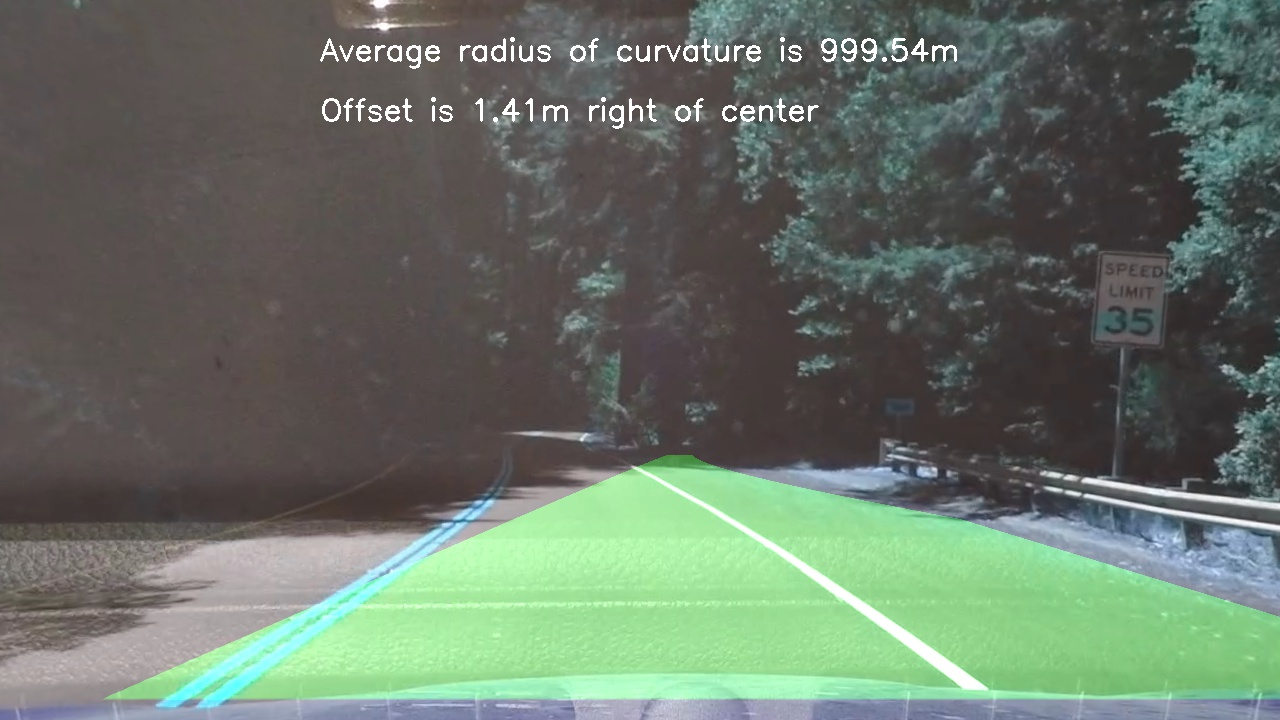 Average radius of curvature is 999.54m
Offset is 1.41m right of center
SPEED
LIMIT
35